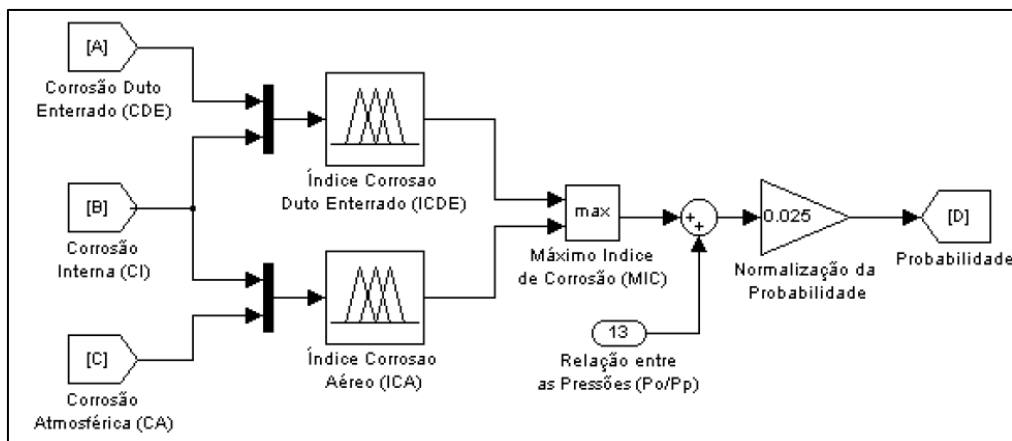 [A]
Corrosão Duto
Enterrado (CDE)
[B]
Corrosão
Interna (CI)
[C]
Corrosão
Atmosférica (CA)
Índice Corrosao
Duto Enterrado (ICDE)
Índice Corrosao
Aéreo (ICA)
max
Máximo Indice
de Corrosão (MIC)
13
Relação entre
as Pressões (Po/Pp)
0.025
Normalização da
Probabilidade
[D]
Probabilidade